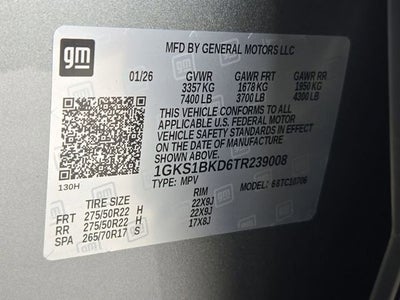 gm
MFD BY GENERAL MOTORS LLC
01/26 GVWR GAWR FRT GAWR RR
3357 KG 1678 KG 1950 KG
7400 LB 3700 LB 4300 LB
THIS VEHICLE CONFORMS TO ALL
APPLICABLE U.S. FEDERAL MOTOR
VEHICLE SAFETY STANDARDS IN EFFECT
ON THE DATE OF MANUFACTURE
SHOWN ABOVE.
1GKS1BKD6TR239008
TYPE: MPV MODEL: 6GTC10706
130H
TIRE SIZE RIM
FRT 275/50R22 H 22X9J
RR 275/50R22 H 22X9J
SPA 265/70R17 S 17X8J